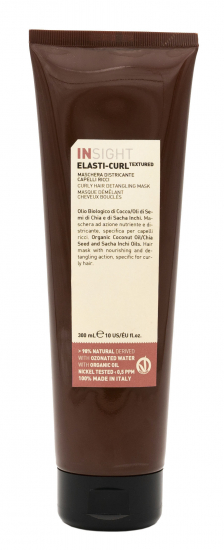 INSIGHT
ELASTI-CURL TEXTURED
MASCHERA DISTRICANTE
CAPELLI RICCI
CURLY HAIR DETANGLING MASK
MASQUE DÉMÊLANT
CHEVEUX BOUCLÉS
Olio Biologico di Cocco/Oli di Se-
mi di Chia e di Sacha Inchi. Ma-
schera ad azione nutriente e di-
stricante, specifica per capelli
ricci. Organic Coconut Oil/Chia
Seed and Sacha Inchi Oils. Hair
mask with nourishing and de-
tangling action, specific for cur-
ly hair.
300 mL ℮ 10 US/EU fl.oz.
+ 98% NATURAL DERIVED
WITH OZONATED WATER
WITH ORGANIC OIL
NICKEL TESTED < 0,5 PPM
100% MADE IN ITALY